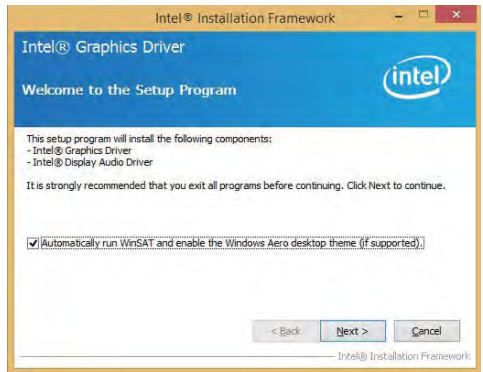 Intel® Installation Framework
Intel® Graphics Driver
Welcome to the Setup Program
intel
This setup program will install the following components:
- Intel® Graphics Driver
- Intel® Display Audio Driver
It is strongly recommended that you exit all programs before continuing. Click Next to continue.
Automatically run WinSAT and enable the Windows Aero desktop theme (if supported).
< Back Next > Cancel
Intel® Installation Framework